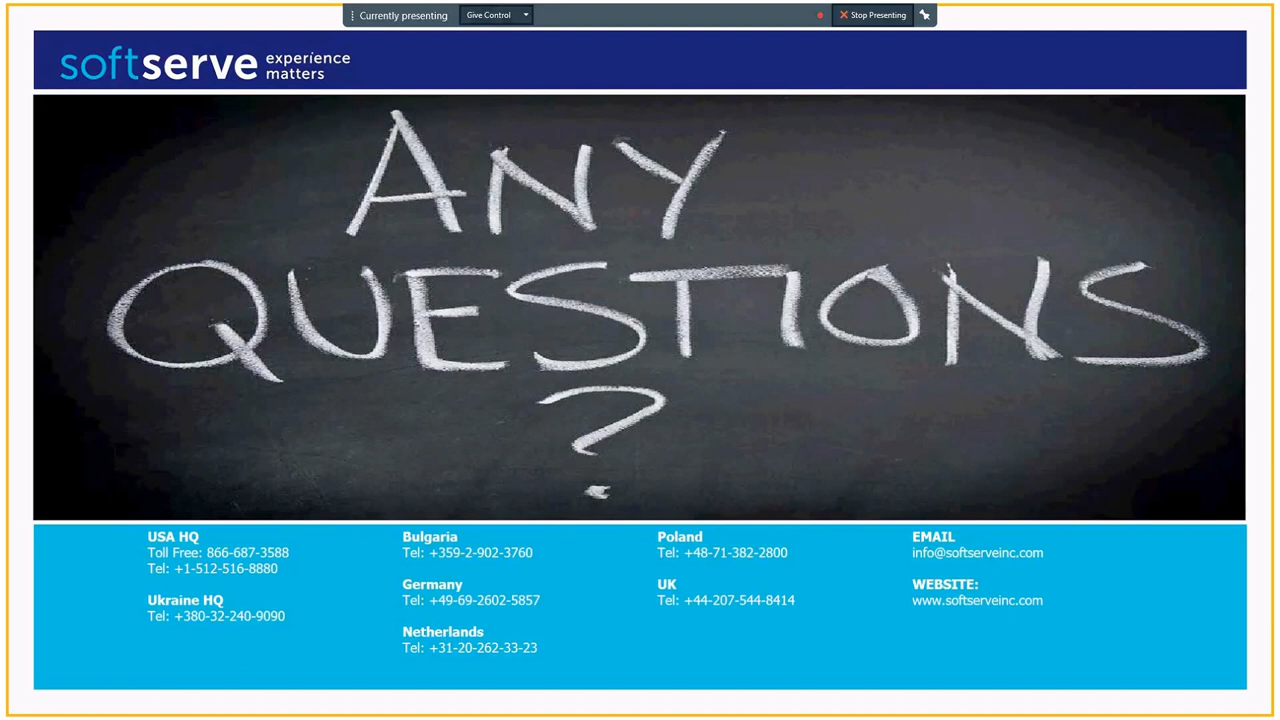 Currently presenting Give Control Stop Presenting
softserve experience
matters
ANY
QUESTIONS
?
USA HQ
Toll Free: 866-687-3588
Tel: +1-512-516-8880
Ukraine HQ
Tel: +380-32-240-9090
Bulgaria
Tel: +359-2-902-3760
Germany
Tel: +49-69-2602-5857
Netherlands
Tel: +31-20-262-33-23
Poland
Tel: +48-71-382-2800
UK
Tel: +44-207-544-8414
EMAIL
info@softserveinc.com
WEBSITE:
www.softserveinc.com